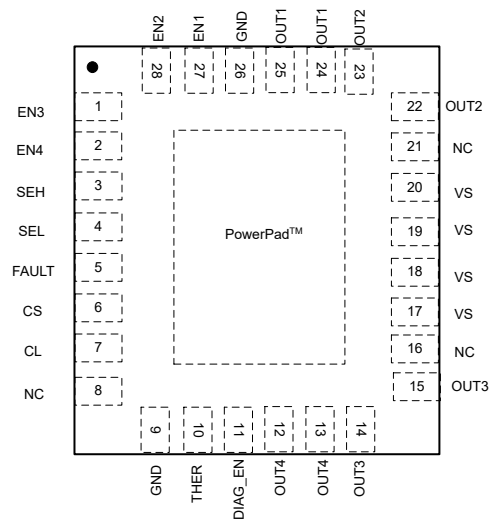 EN2 EN1 GND OUT1 OUT1 OUT2
28 27 26 25 24 23
EN3 1
EN4 2
SEH 3
SEL 4
FAULT 5
CS 6
CL 7
NC 8
PowerPad™
22 OUT2
21 NC
20 VS
19 VS
18 VS
17 VS
16 NC
15 OUT3
9 10 11 12 13 14
GND THER DIAG_EN OUT4 OUT4 OUT3